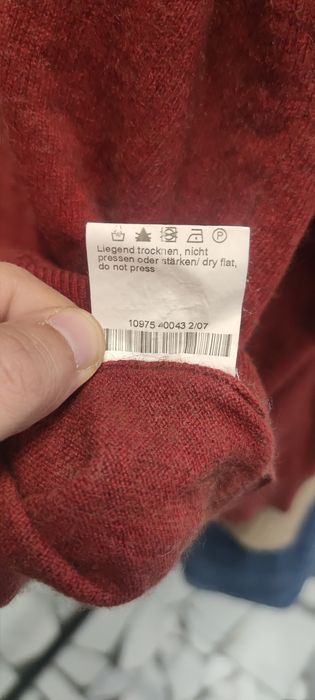 Liegend trocknen, nicht
pressen oder stärken/ dry flat,
do not press
10975 40043 2/07